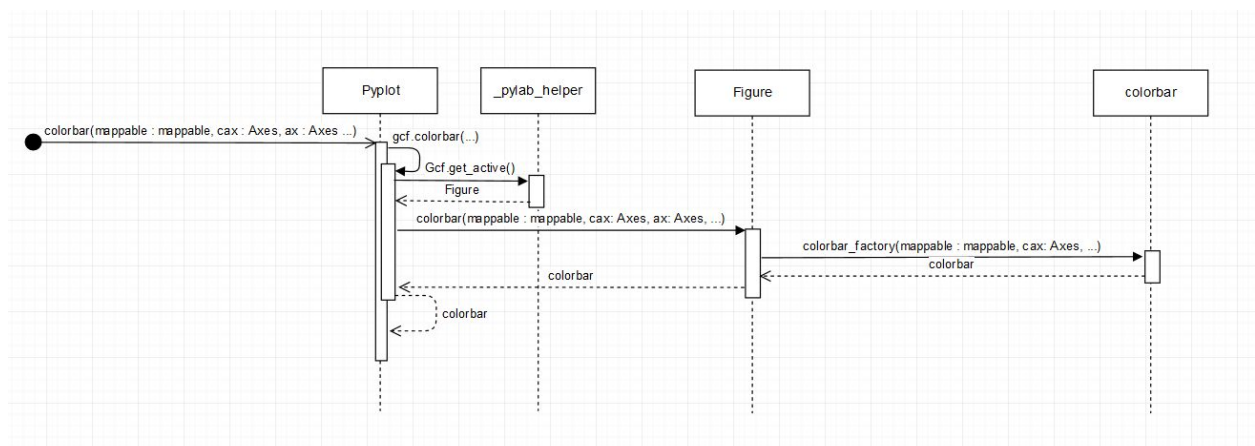 Pyplot
_pylab_helper
Figure
colorbar
colorbar(mappable : mappable, cax : Axes, ax : Axes ...)
gcf.colorbar(...)
Gcf.get_active()
Figure
colorbar(mappable : mappable, cax: Axes, ax: Axes, ...)
colorbar_factory(mappable : mappable, cax: Axes, ...)
colorbar
colorbar
colorbar